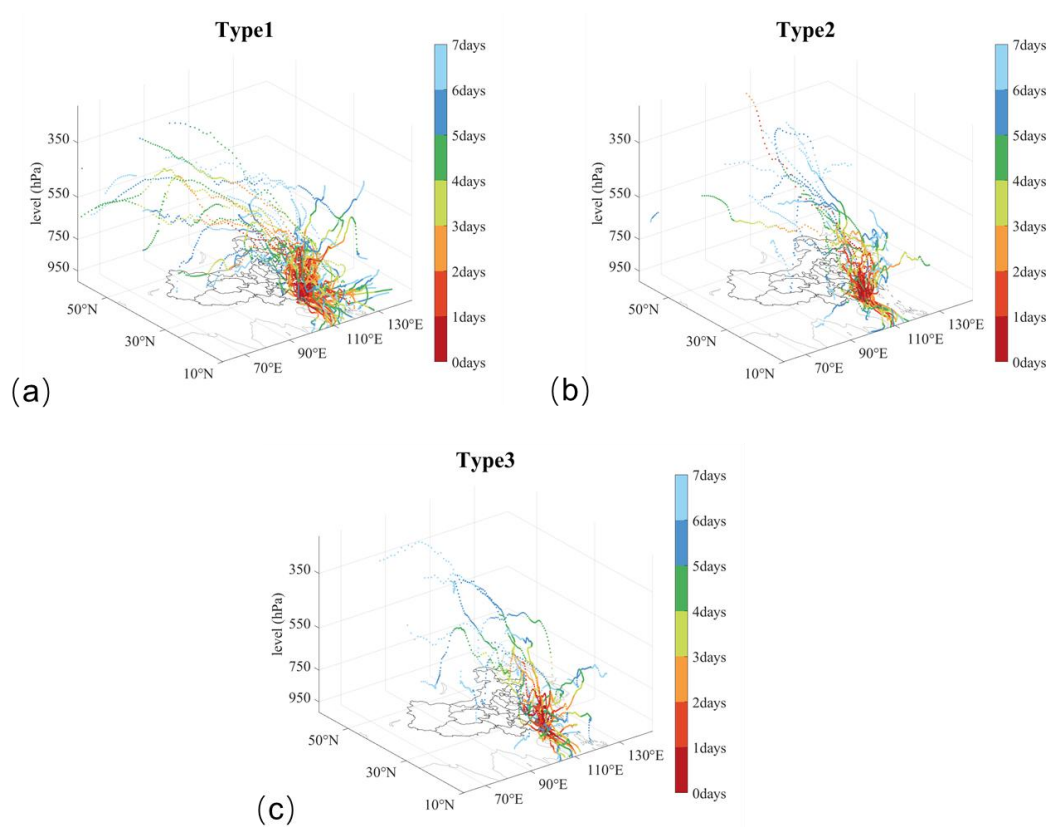 Type1
7days
6days
5days
4days
3days
2days
1days
0days
level (hPa)
350
550
750
950
50°N
30°N
10°N
70°E
90°E
110°E
130°E
(a)
Type2
7days
6days
5days
4days
3days
2days
1days
0days
level (hPa)
350
550
750
950
50°N
30°N
10°N
70°E
90°E
110°E
130°E
(b)
Type3
7days
6days
5days
4days
3days
2days
1days
0days
level (hPa)
350
550
750
950
50°N
30°N
10°N
70°E
90°E
110°E
130°E
(c)